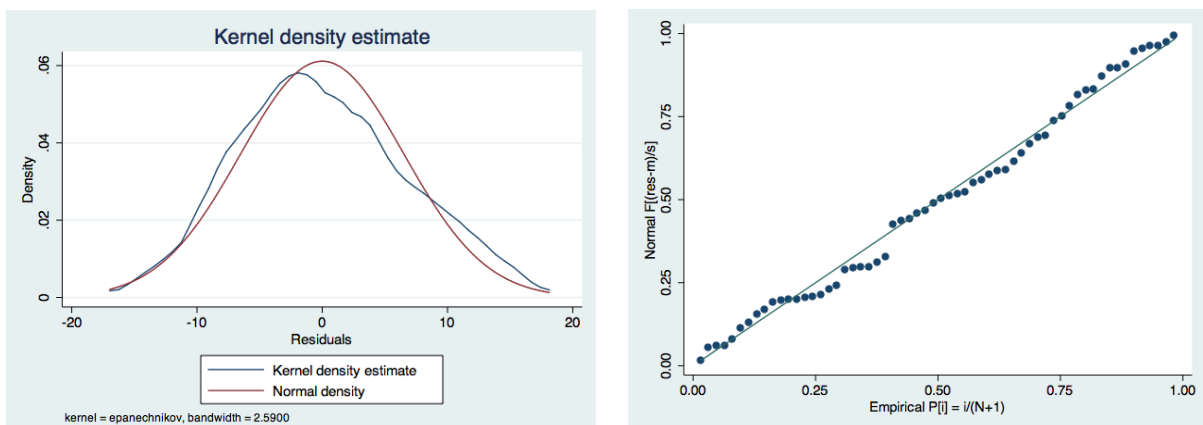 Kernel density estimate
.06
.04
.02
0
Density
-20 -10 0 10 20
Residuals
Kernel density estimate
Normal density
kernel = epanechnikov, bandwidth = 2.5900
1.00
0.75
0.50
0.25
0.00
Normal F[(res-m)/s]
0.00 0.25 0.50 0.75 1.00
Empirical P[i] = i/(N+1)